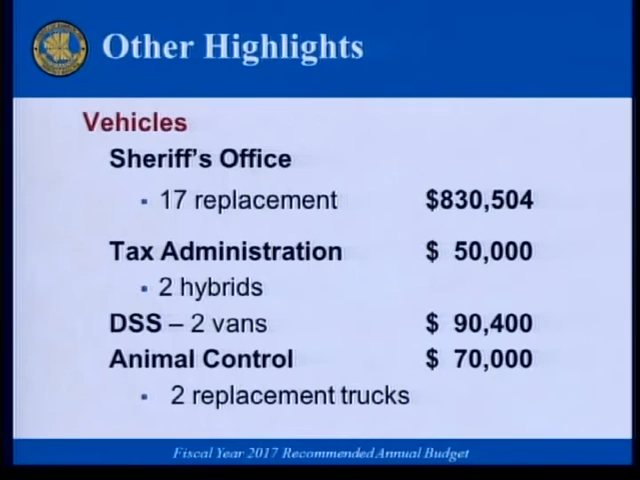 Other Highlights
Vehicles
Sheriff's Office
▪ 17 replacement $830,504
Tax Administration $ 50,000
▪ 2 hybrids
DSS – 2 vans $ 90,400
Animal Control $ 70,000
▪ 2 replacement trucks
Fiscal Year 2017 Recommended Annual Budget